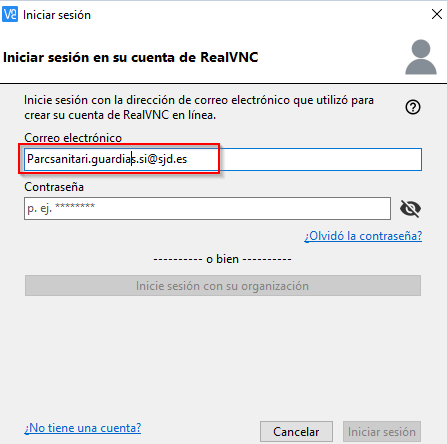 Iniciar sesión
Iniciar sesión en su cuenta de RealVNC
Inicie sesión con la dirección de correo electrónico que utilizó para
crear su cuenta de RealVNC en línea.
Correo electrónico
Parcsanitari.guardias.si@sjd.es
Contraseña
p. ej. ********
¿Olvidó la contraseña?
---------- o bien ----------
Inicie sesión con su organización
¿No tiene una cuenta?
Cancelar
Iniciar sesión